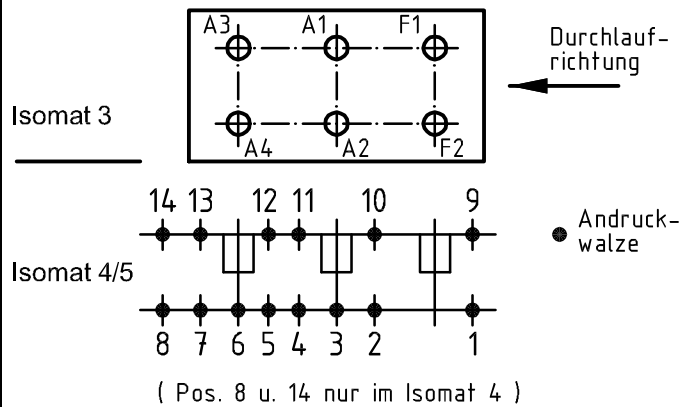 A3 A1 F1
Durchlauf-
richtung
Isomat 3
A4 A2 F2
14 13 12 11 10 9
Andruck-
walze
Isomat 4/5
8 7 6 5 4 3 2 1
( Pos. 8 u. 14 nur im Isomat 4 )